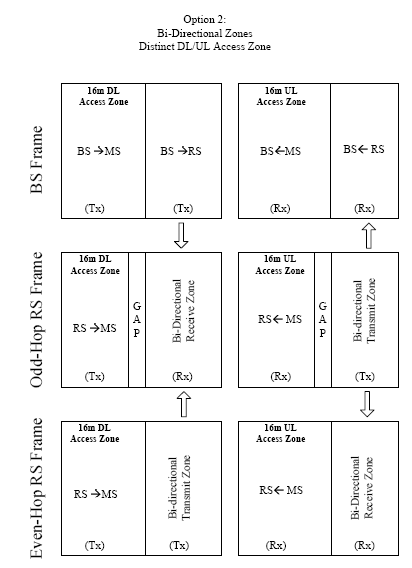 Option 2:
Bi-Directional Zones
Distinct DL/UL Access Zone
BS Frame
16m DL
Access Zone
BS →MS
(Tx)
BS →RS
(Tx)
16m UL
Access Zone
BS← MS
(Rx)
BS← RS
(Rx)
Odd-Hop RS Frame
16m DL
Access Zone
RS →MS
(Tx)
G
A
P
Bi-Directional
Receive Zone
(Rx)
16m UL
Access Zone
RS← MS
(Rx)
G
A
P
Bi-directional
Transmit Zone
(Tx)
Even-Hop RS Frame
16m DL
Access Zone
RS →MS
(Tx)
Bi-directional
Transmit Zone
(Tx)
16m UL
Access Zone
RS← MS
(Rx)
Bi-Directional
Receive Zone
(Rx)